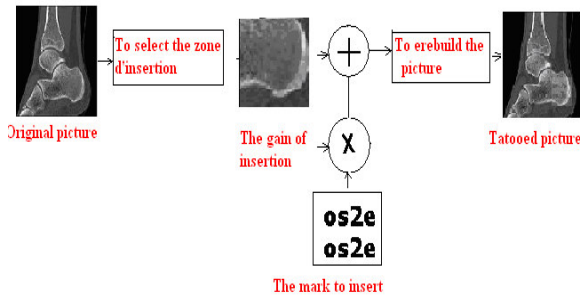 To select the zone
d'insertion
To erebuild the
picture
+
Original picture
The gain of
insertion
X
Tatooed picture
os2e
os2e
The mark to insert